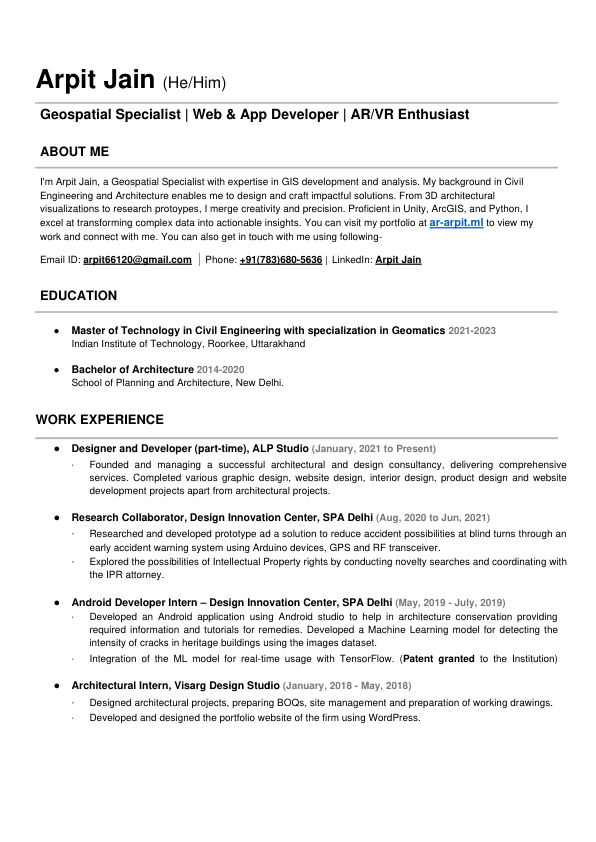 Arpit Jain (He/Him)
Geospatial Specialist | Web & App Developer | AR/VR Enthusiast
ABOUT ME
I'm Arpit Jain, a Geospatial Specialist with expertise in GIS development and analysis. My background in Civil
Engineering and Architecture enables me to design and craft impactful solutions. From 3D architectural
visualizations to research protoypes, I merge creativity and precision. Proficient in Unity, ArcGIS, and Python, I
excel at transforming complex data into actionable insights. You can visit my portfolio at ar-arpit.ml to view my
work and connect with me. You can also get in touch with me using following-
Email ID: arpit66120@gmail.com | Phone: +91(783)680-5636 | LinkedIn: Arpit Jain
EDUCATION
● Master of Technology in Civil Engineering with specialization in Geomatics 2021-2023
Indian Institute of Technology, Roorkee, Uttarakhand
● Bachelor of Architecture 2014-2020
School of Planning and Architecture, New Delhi.
WORK EXPERIENCE
● Designer and Developer (part-time), ALP Studio (January, 2021 to Present)
· Founded and managing a successful architectural and design consultancy, delivering comprehensive
services. Completed various graphic design, website design, interior design, product design and website
development projects apart from architectural projects.
● Research Collaborator, Design Innovation Center, SPA Delhi (Aug, 2020 to Jun, 2021)
· Researched and developed prototype ad a solution to reduce accident possibilities at blind turns through an
early accident warning system using Arduino devices, GPS and RF transceiver.
· Explored the possibilities of Intellectual Property rights by conducting novelty searches and coordinating with
the IPR attorney.
● Android Developer Intern – Design Innovation Center, SPA Delhi (May, 2019 - July, 2019)
· Developed an Android application using Android studio to help in architecture conservation providing
required information and tutorials for remedies. Developed a Machine Learning model for detecting the
intensity of cracks in heritage buildings using the images dataset.
· Integration of the ML model for real-time usage with TensorFlow. (Patent granted to the Institution)
● Architectural Intern, Visarg Design Studio (January, 2018 - May, 2018)
· Designed architectural projects, preparing BOQs, site management and preparation of working drawings.
· Developed and designed the portfolio website of the firm using WordPress.